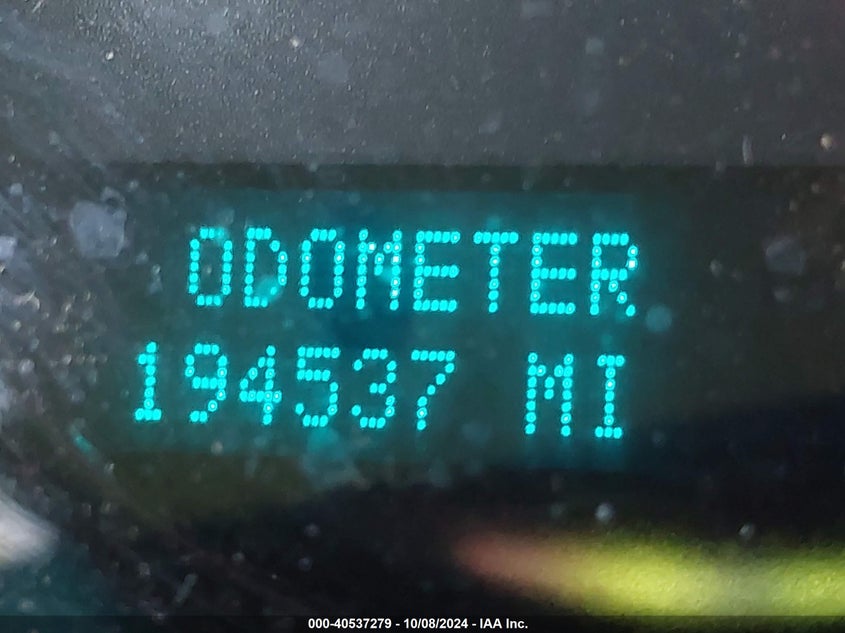 ODOMETER
194537 MI
000-40537279 - 10/08/2024 - IAA Inc.